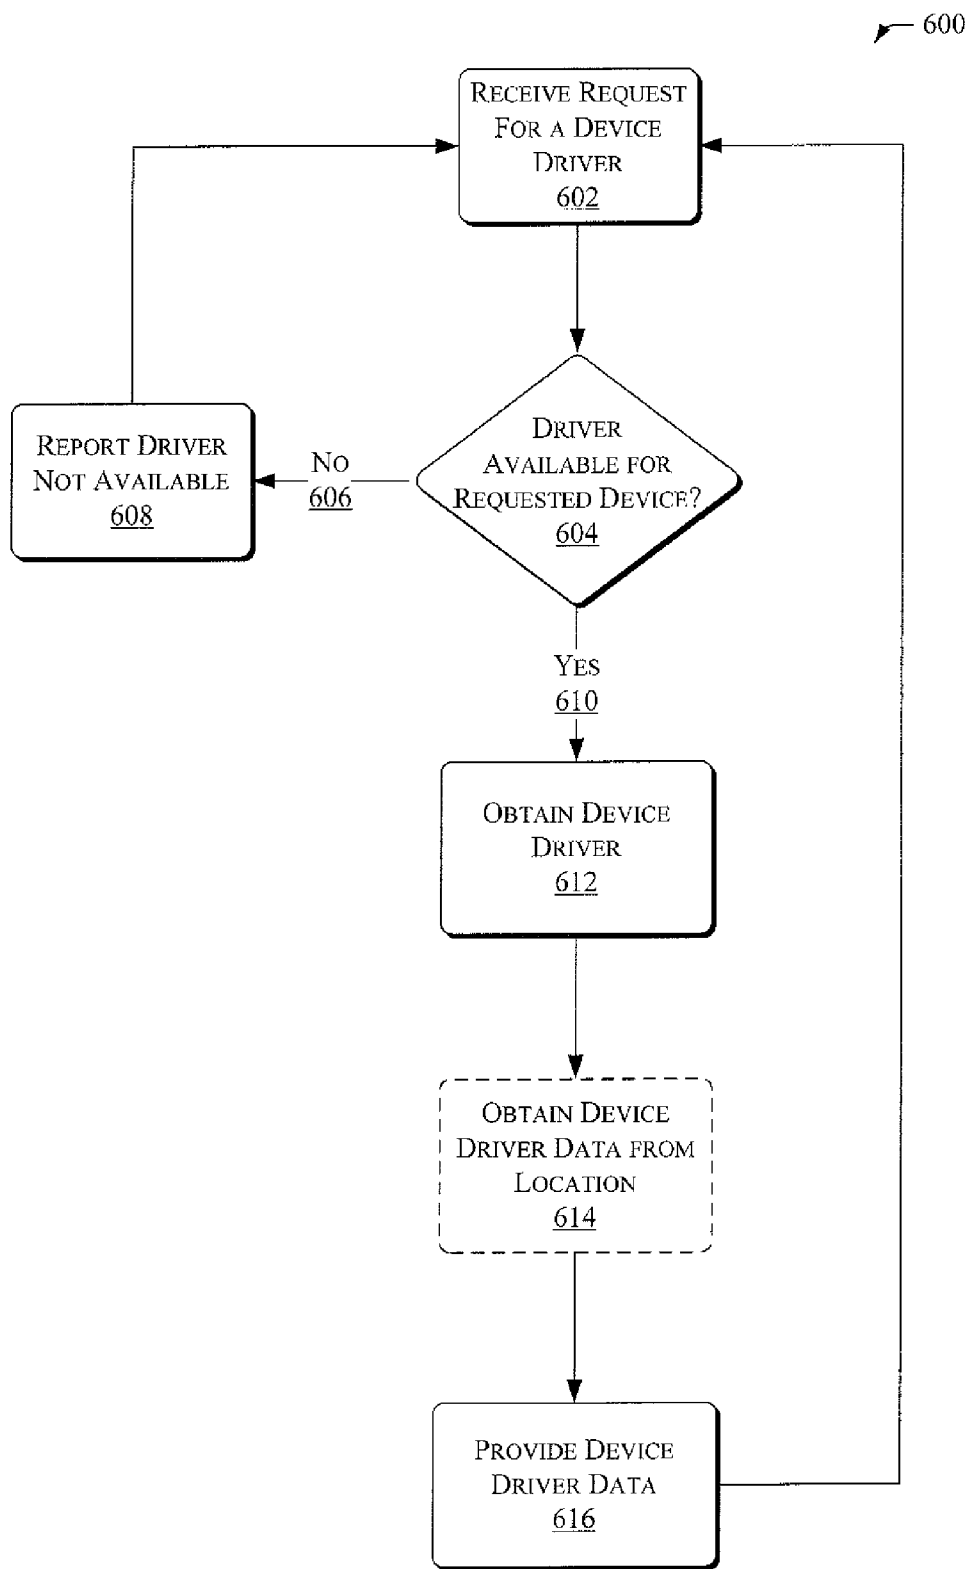 600
RECEIVE REQUEST
FOR A DEVICE
DRIVER
602
DRIVER
AVAILABLE FOR
REQUESTED DEVICE?
604
NO
606
REPORT DRIVER
NOT AVAILABLE
608
YES
610
OBTAIN DEVICE
DRIVER
612
OBTAIN DEVICE
DRIVER DATA FROM
LOCATION
614
PROVIDE DEVICE
DRIVER DATA
616